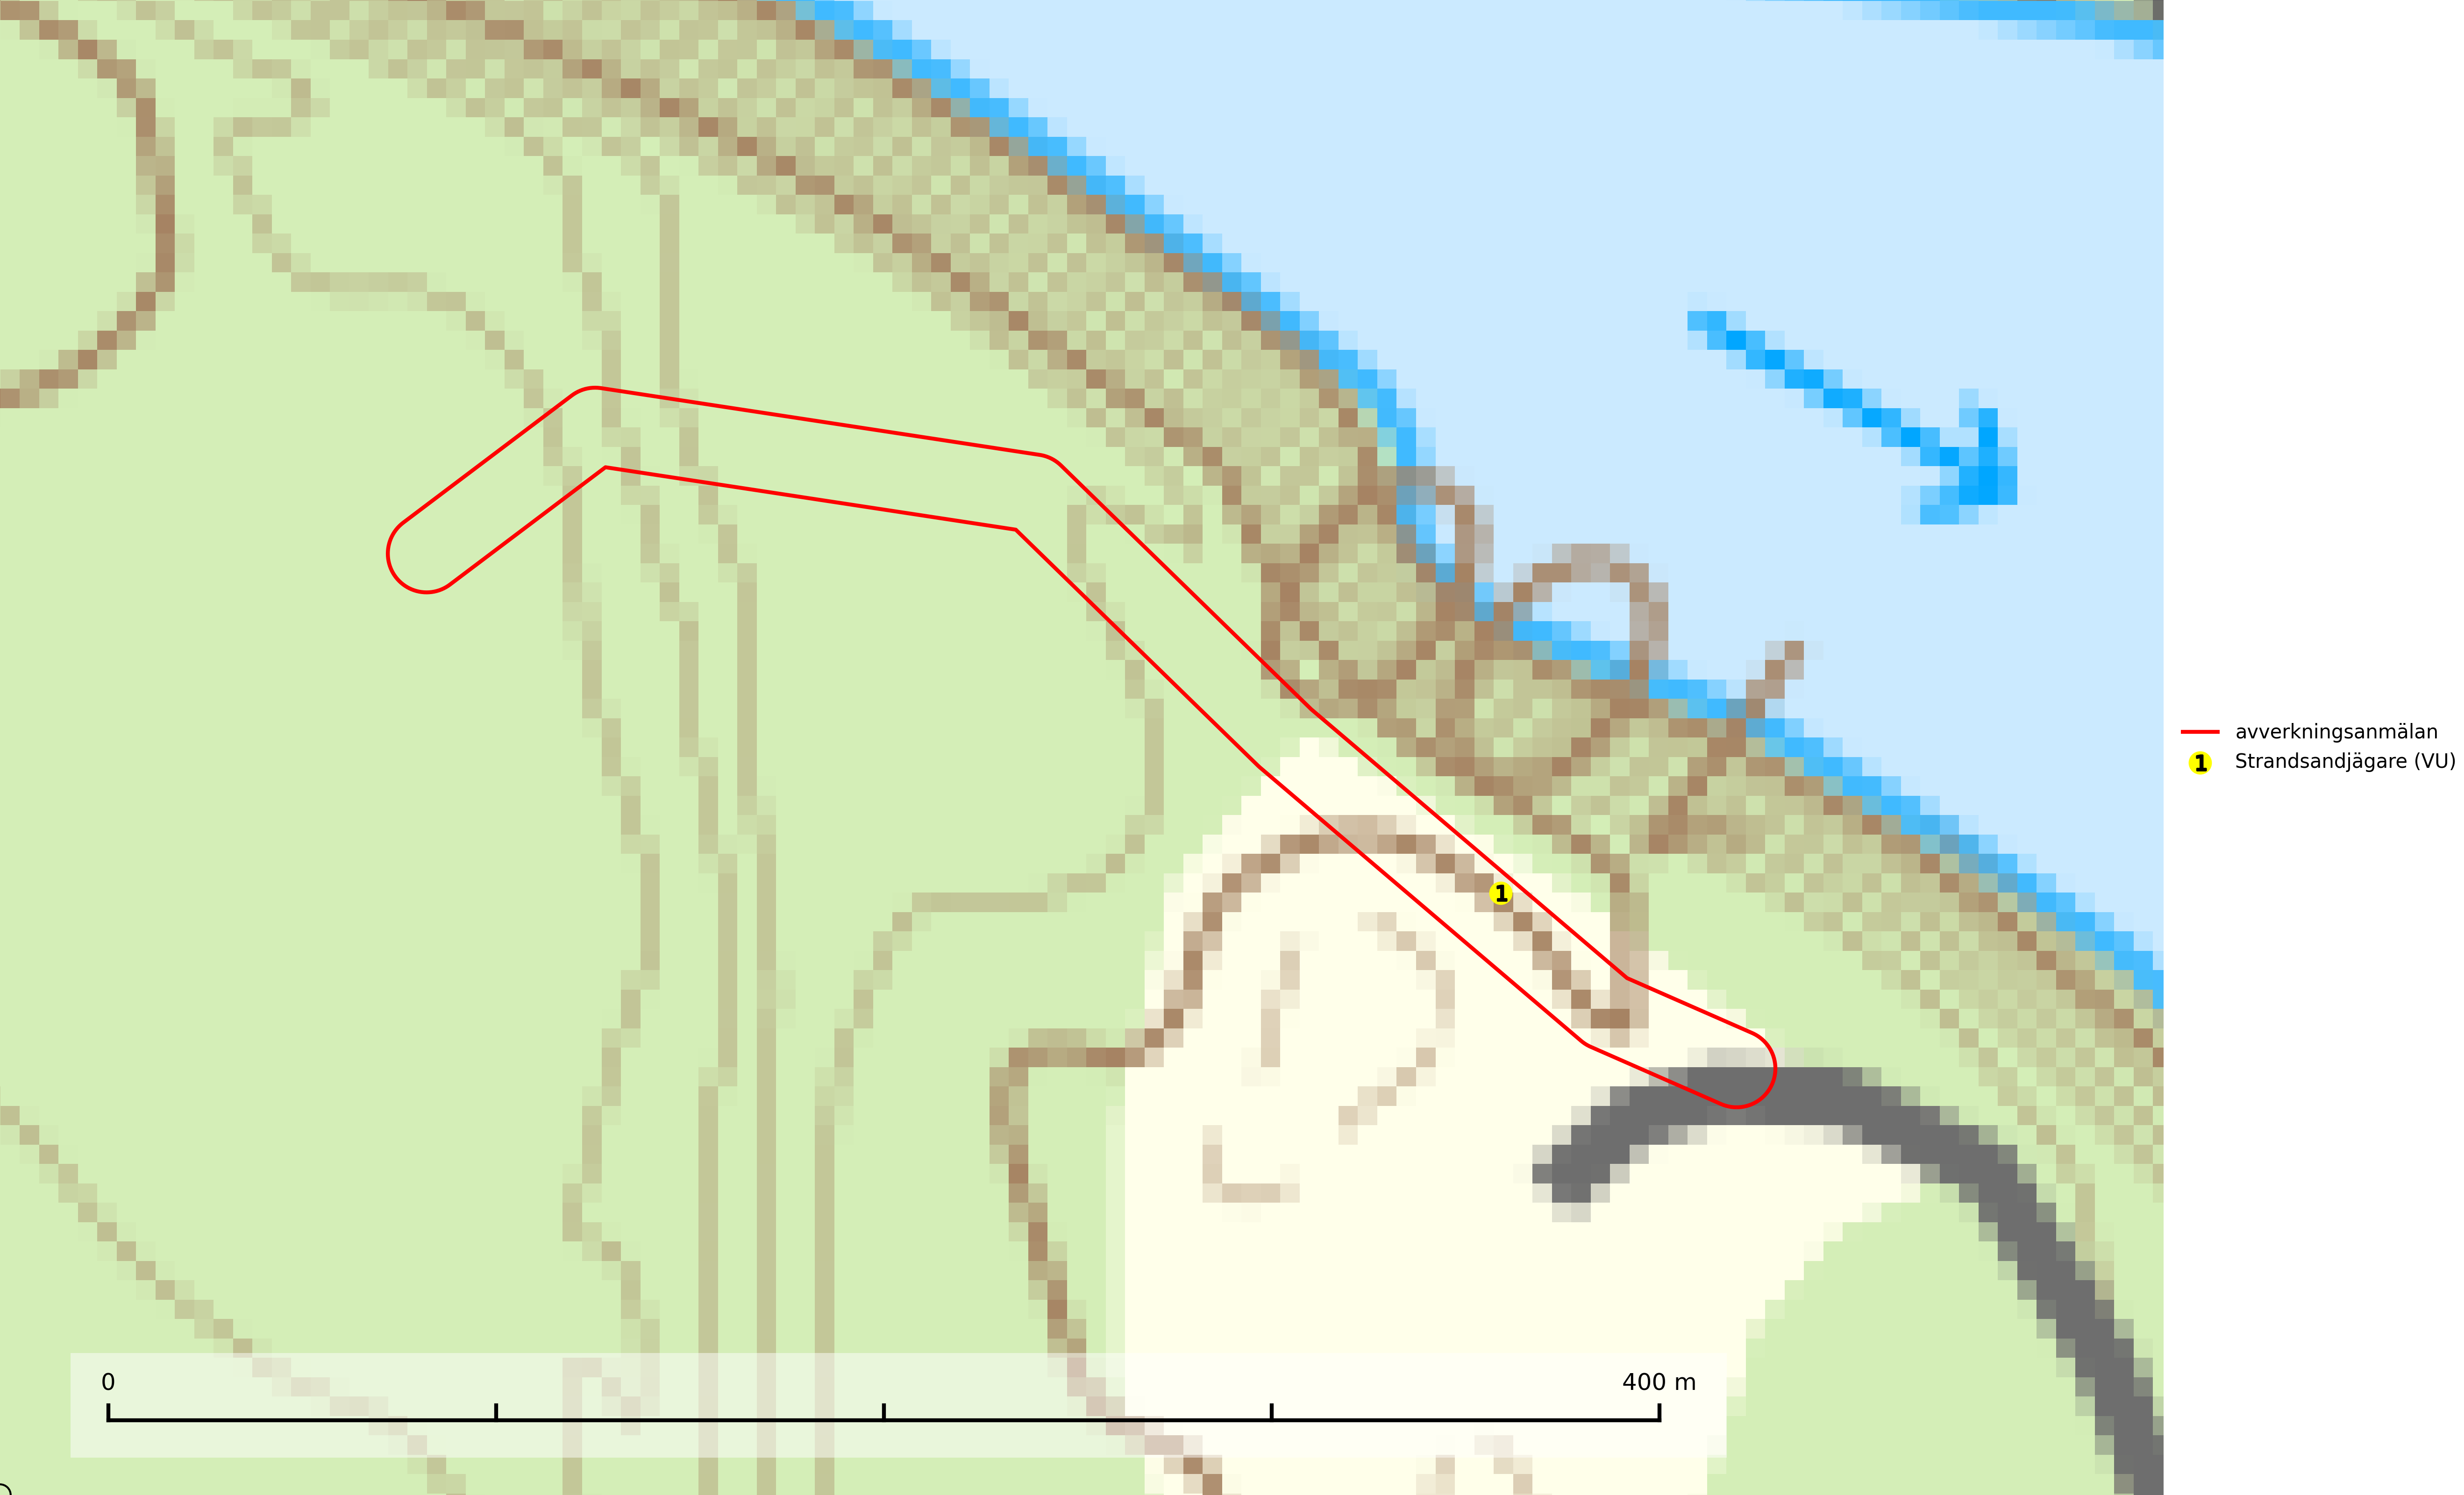 avverkningsanmälan
1 Strandsandjägare (VU)
1
0 400 m